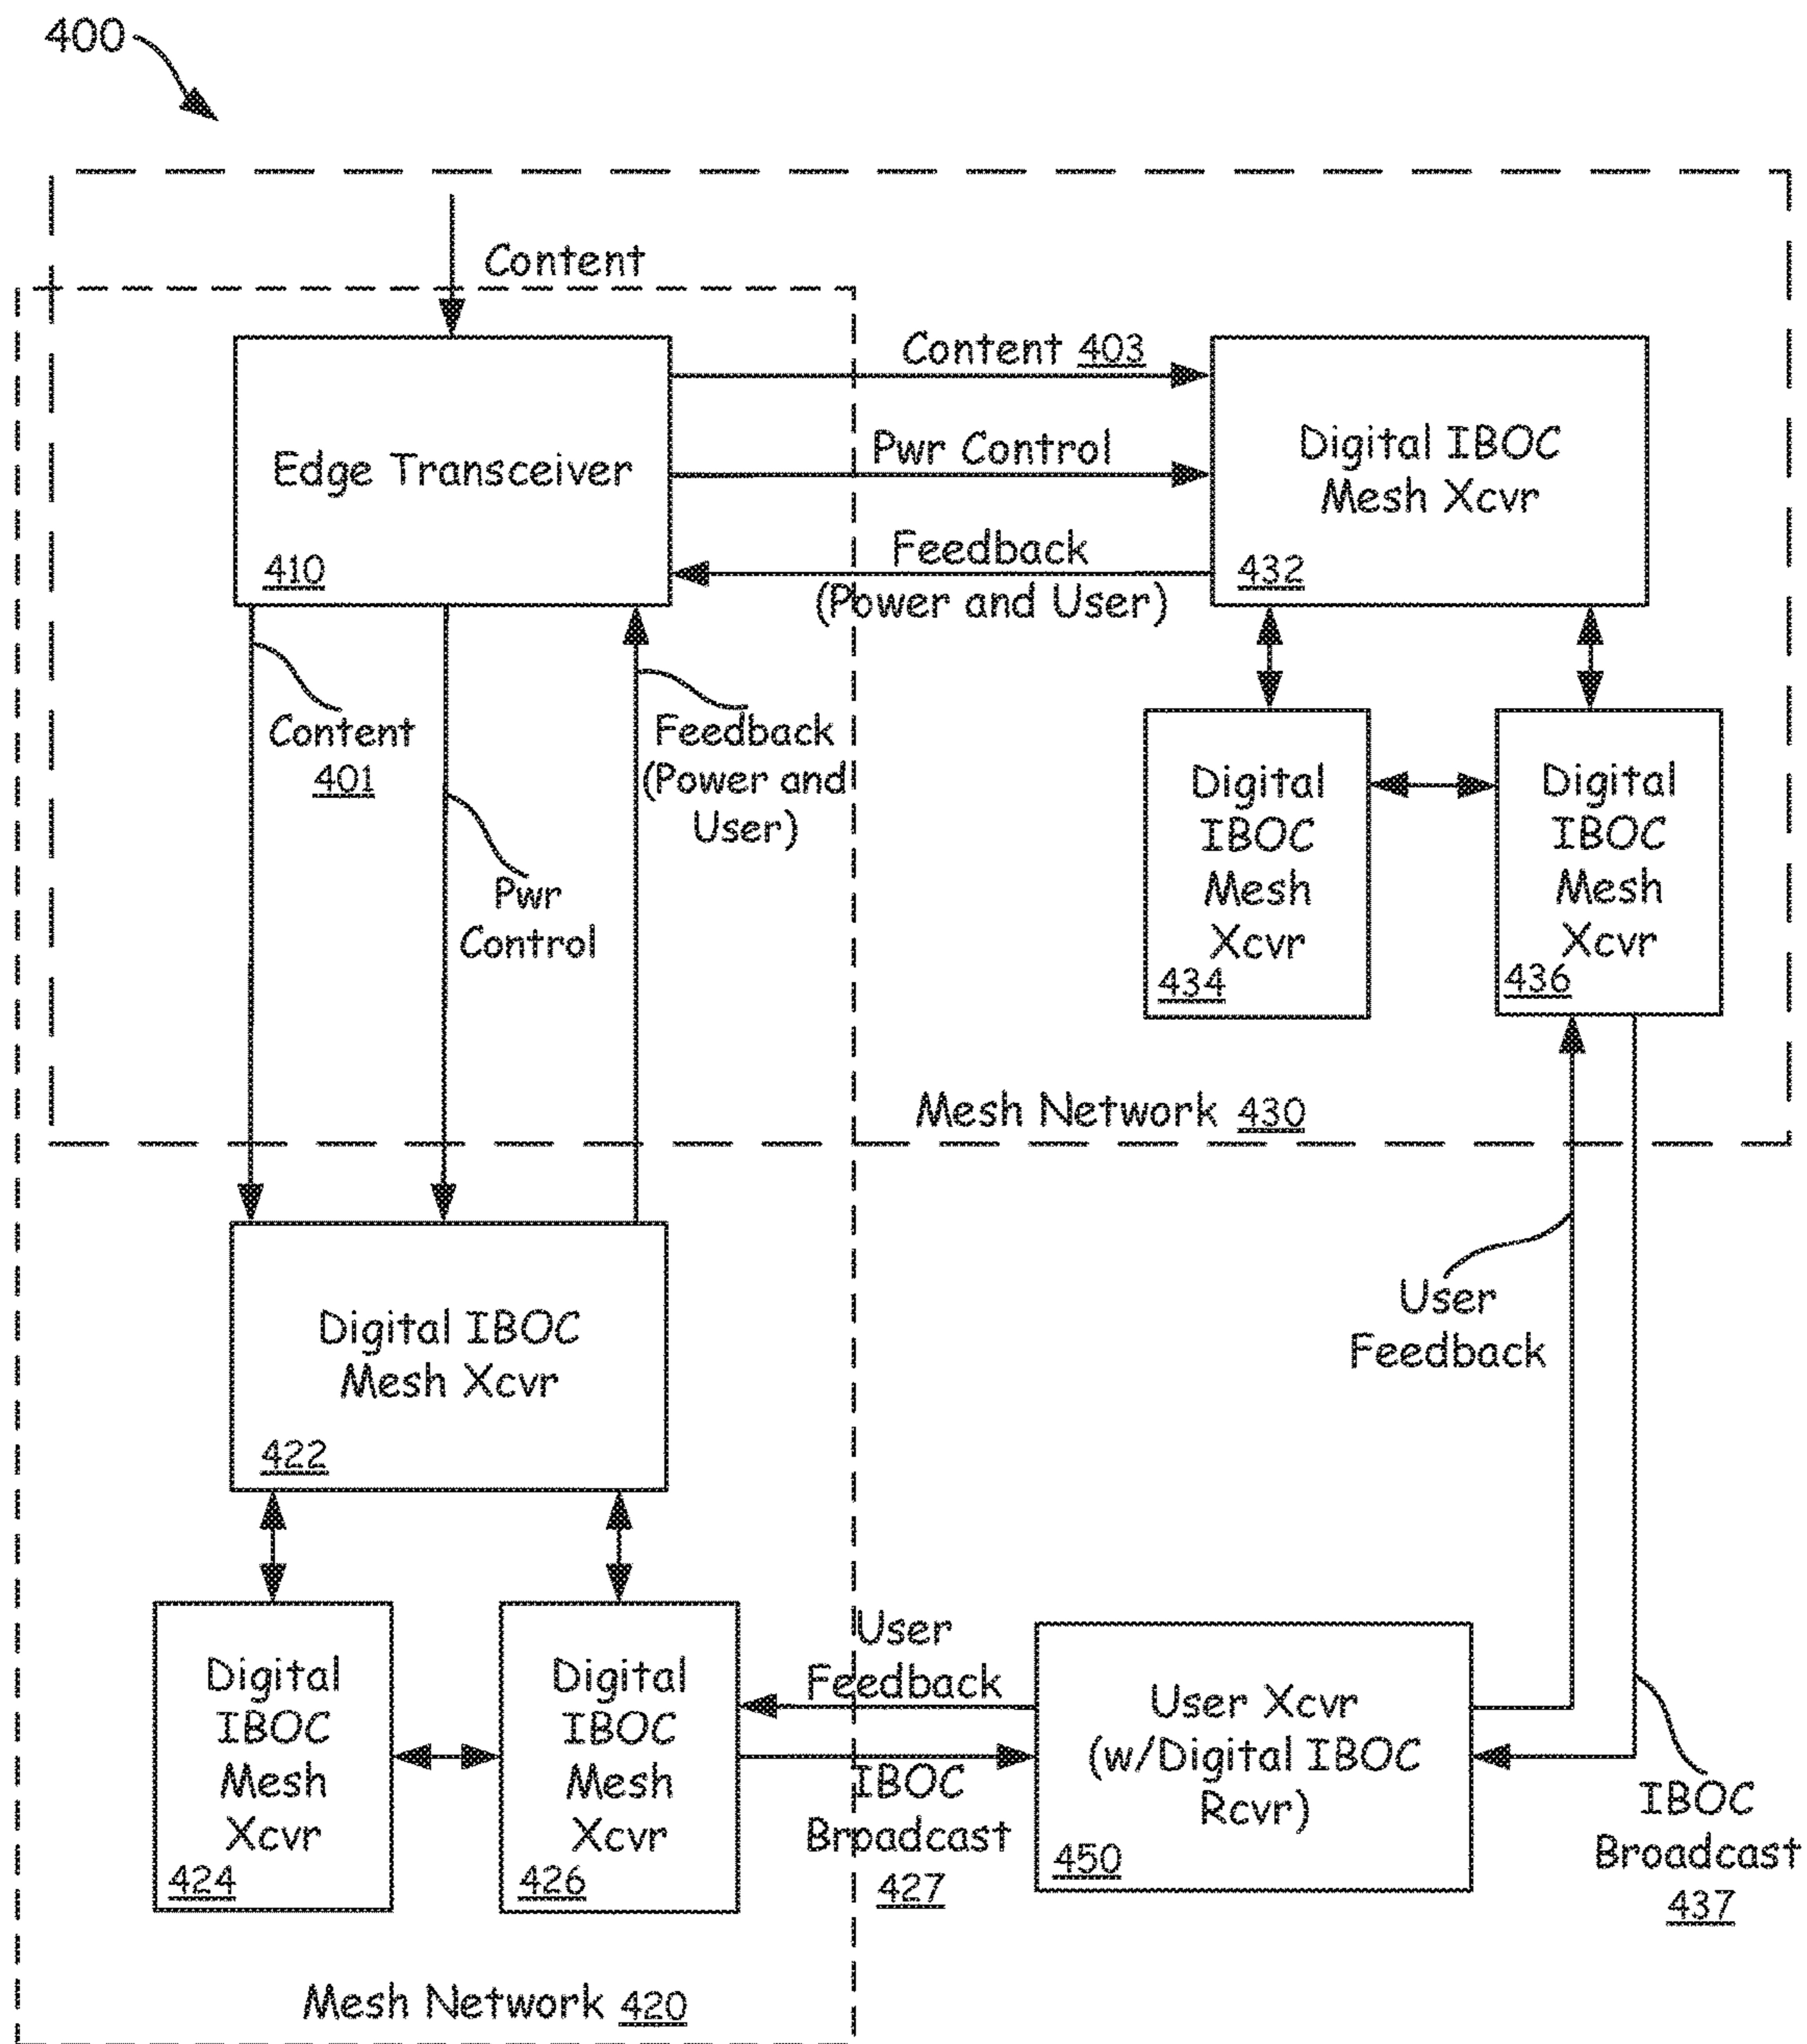 400
Content
Content 403
Pwr Control
Feedback
(Power and User)
Edge Transceiver
410
Digital IBOC
Mesh Xcvr
432
Content
401
Pwr
Control
Feedback
(Power and
User)
Digital
IBOC
Mesh
Xcvr
434
Digital
IBOC
Mesh
Xcvr
436
Mesh Network 430
Digital IBOC
Mesh Xcvr
422
User
Feedback
Digital
IBOC
Mesh
Xcvr
424
Digital
IBOC
Mesh
Xcvr
426
User
Feedback
IBOC
Broadcast
427
User Xcvr
(w/Digital IBOC
Rcvr)
450
IBOC
Broadcast
437
Mesh Network 420